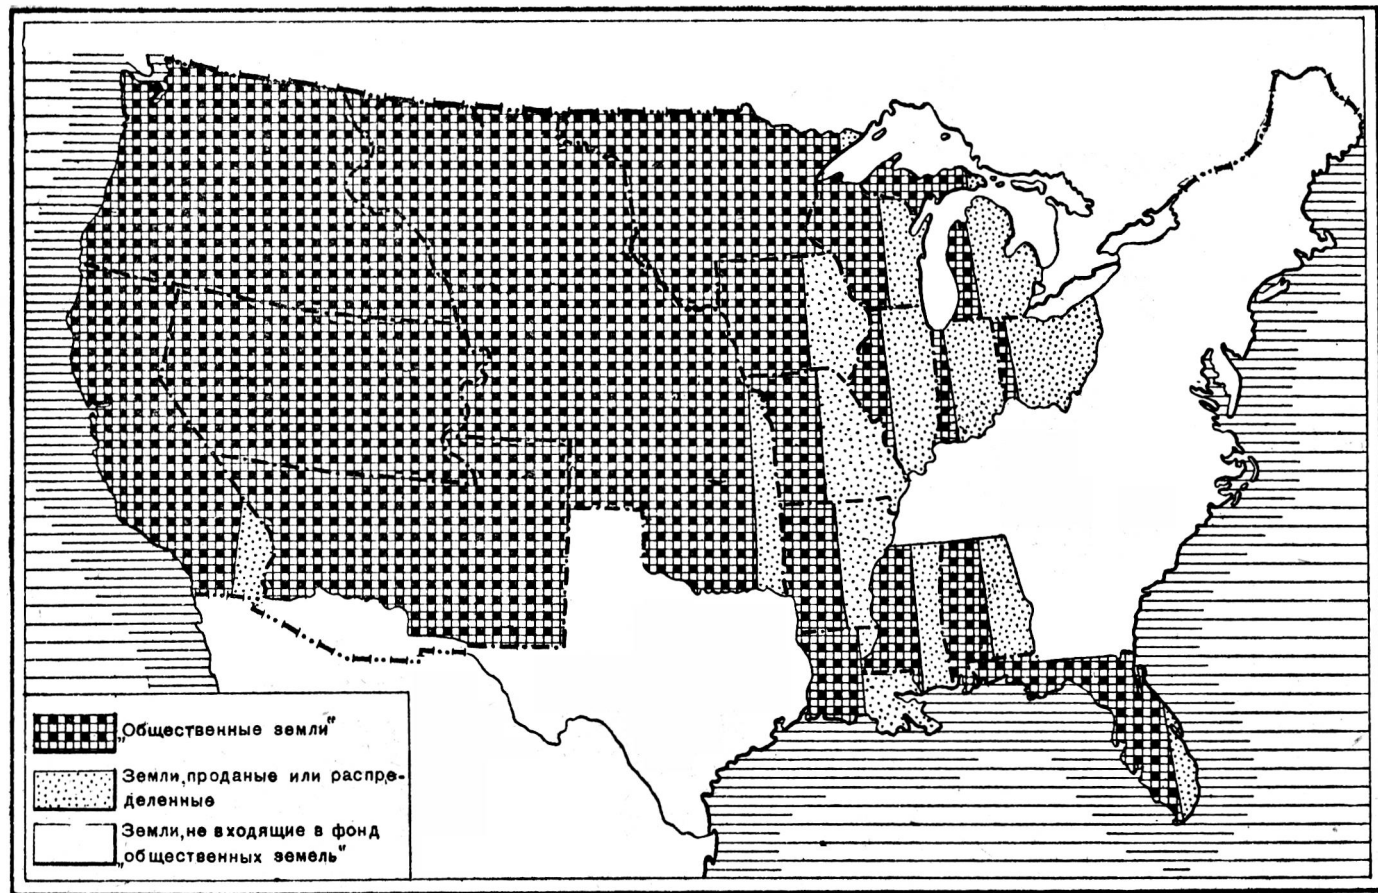 „Общественные земли"
Земли, проданые или распре-
деленные
Земли, не входящие в фонд
„общественных земель"